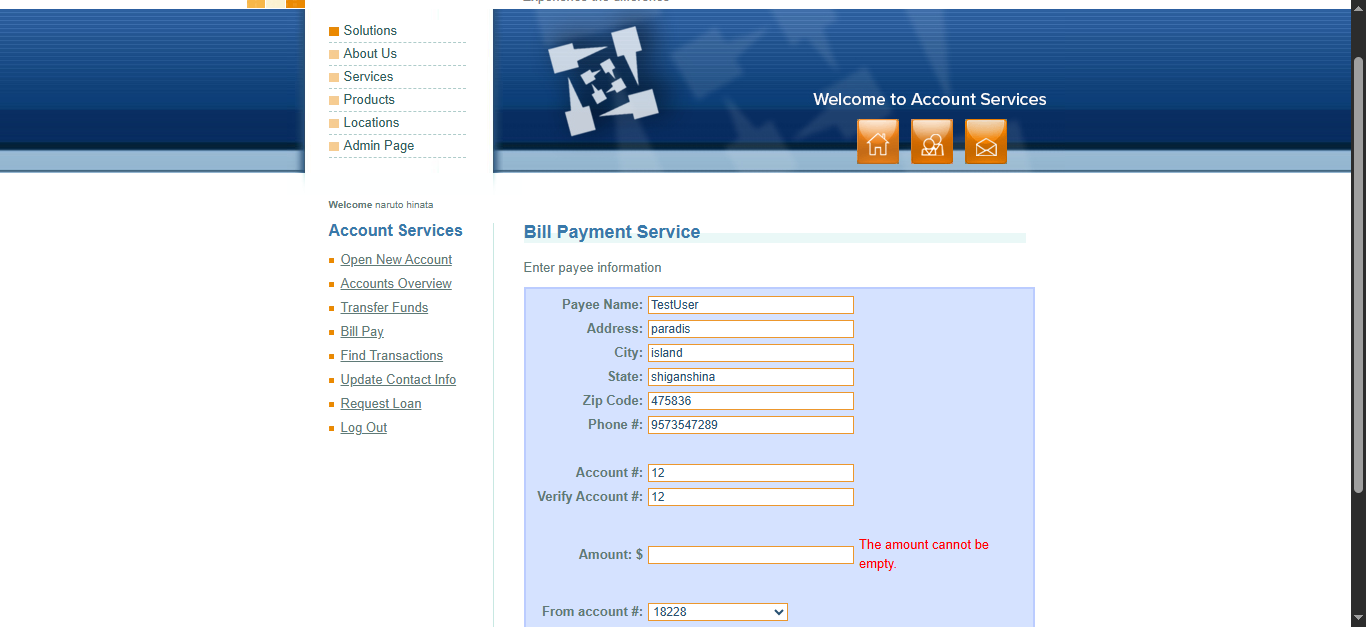 Experience the difference
Solutions
About Us
Services
Products
Locations
Admin Page
Welcome to Account Services
Welcome naruto hinata
Account Services
Open New Account
Accounts Overview
Transfer Funds
Bill Pay
Find Transactions
Update Contact Info
Request Loan
Log Out
Bill Payment Service
Enter payee information
Payee Name: TestUser
Address: paradis
City: island
State: shiganshina
Zip Code: 475836
Phone #: 9573547289
Account #: 12
Verify Account #: 12
Amount: $
The amount cannot be
empty.
From account #: 18228